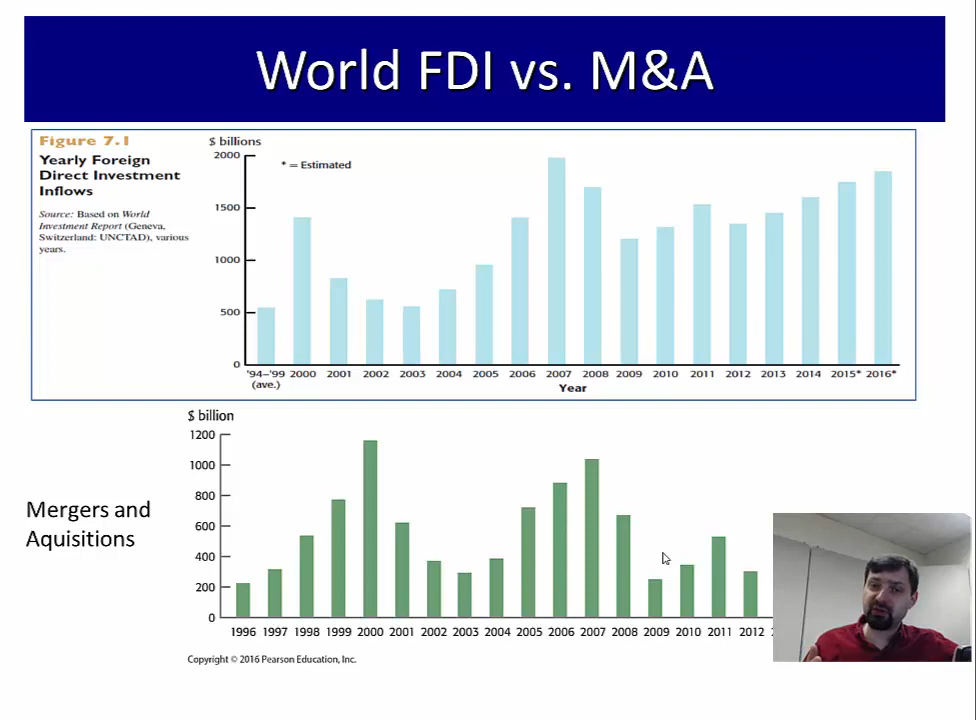 World FDI vs. M&A
Figure 7.1
Yearly Foreign
Direct Investment
Inflows
Source: Based on World
Investment Report (Geneva,
Switzerland: UNCTAD), various
years.
$ billions
* = Estimated
2000
1500
1000
500
0
'94–'99 2000 2001 2002 2003 2004 2005 2006 2007 2008 2009 2010 2011 2012 2013 2014 2015* 2016*
(ave.)
Year
Mergers and
Aquisitions
$ billion
1200
1000
800
600
400
200
0
1996 1997 1998 1999 2000 2001 2002 2003 2004 2005 2006 2007 2008 2009 2010 2011 2012
Copyright © 2016 Pearson Education, Inc.